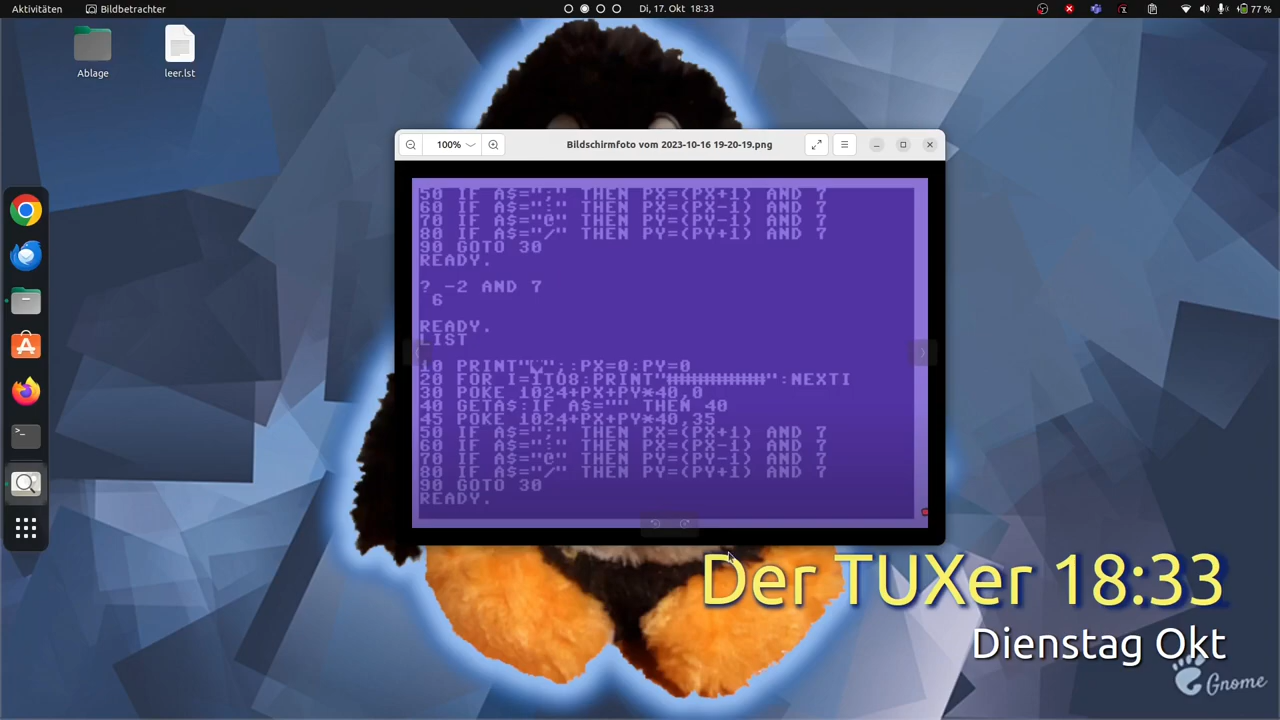 Aktivitäten
Bildbetrachter
Di, 17. Okt 18:33
77 %
Ablage
leer.lst
100%
Bildschirmfoto vom 2023-10-16 19-20-19.png
50 IF A$=";" THEN PX=(PX+1) AND 7
60 IF A$=":" THEN PX=(PX-1) AND 7
70 IF A$="@" THEN PY=(PY-1) AND 7
80 IF A$="/" THEN PY=(PY+1) AND 7
90 GOTO 30
READY.
? -2 AND 7
6
READY.
LIST
10 PRINT"♥";:PX=0:PY=0
20 FOR I=1TO8:PRINT"###########":NEXTI
30 POKE 1024+PX+PY*40,0
40 GETA$:IF A$="" THEN 40
45 POKE 1024+PX+PY*40,35
50 IF A$=";" THEN PX=(PX+1) AND 7
60 IF A$=":" THEN PX=(PX-1) AND 7
70 IF A$="@" THEN PY=(PY-1) AND 7
80 IF A$="/" THEN PY=(PY+1) AND 7
90 GOTO 30
READY.
Der TUXer 18:33
Dienstag Okt
Gnome